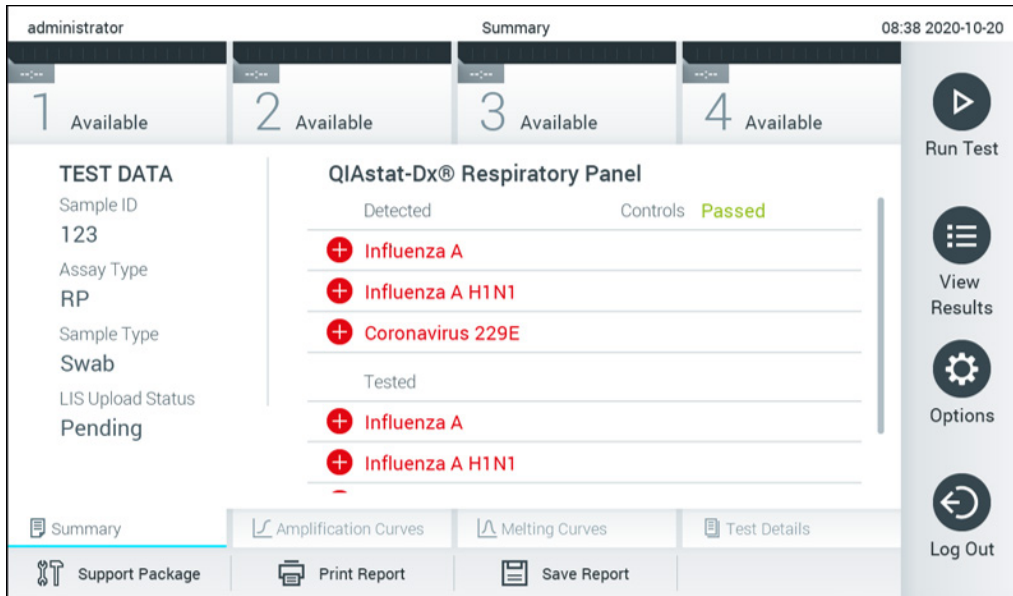 administrator
Summary
08:38 2020-10-20
--:--
--:--
--:--
--:--
1 Available
2 Available
3 Available
4 Available
Run Test
View
Results
Options
Log Out
TEST DATA
Sample ID
123
Assay Type
RP
Sample Type
Swab
LIS Upload Status
Pending
QIAstat-Dx® Respiratory Panel
Detected
Controls Passed
Influenza A
Influenza A H1N1
Coronavirus 229E
Tested
Influenza A
Influenza A H1N1
Summary
Amplification Curves
Melting Curves
Test Details
Support Package
Print Report
Save Report